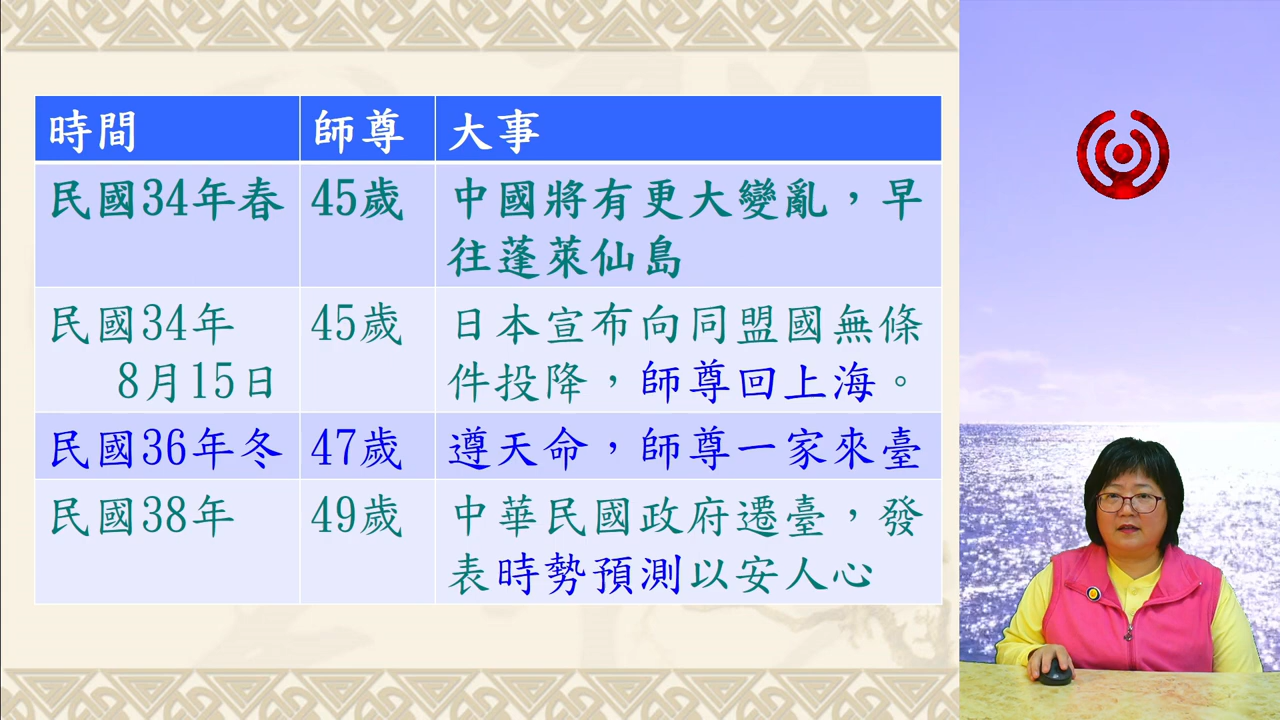 時間 師尊 大事
民國34年春 45歲 中國將有更大變亂，早
往蓬萊仙島
民國34年 45歲 日本宣布向同盟國無條
8月15日 件投降，師尊回上海。
民國36年冬 47歲 遵天命，師尊一家來臺
民國38年 49歲 中華民國政府遷臺，發
表時勢預測以安人心